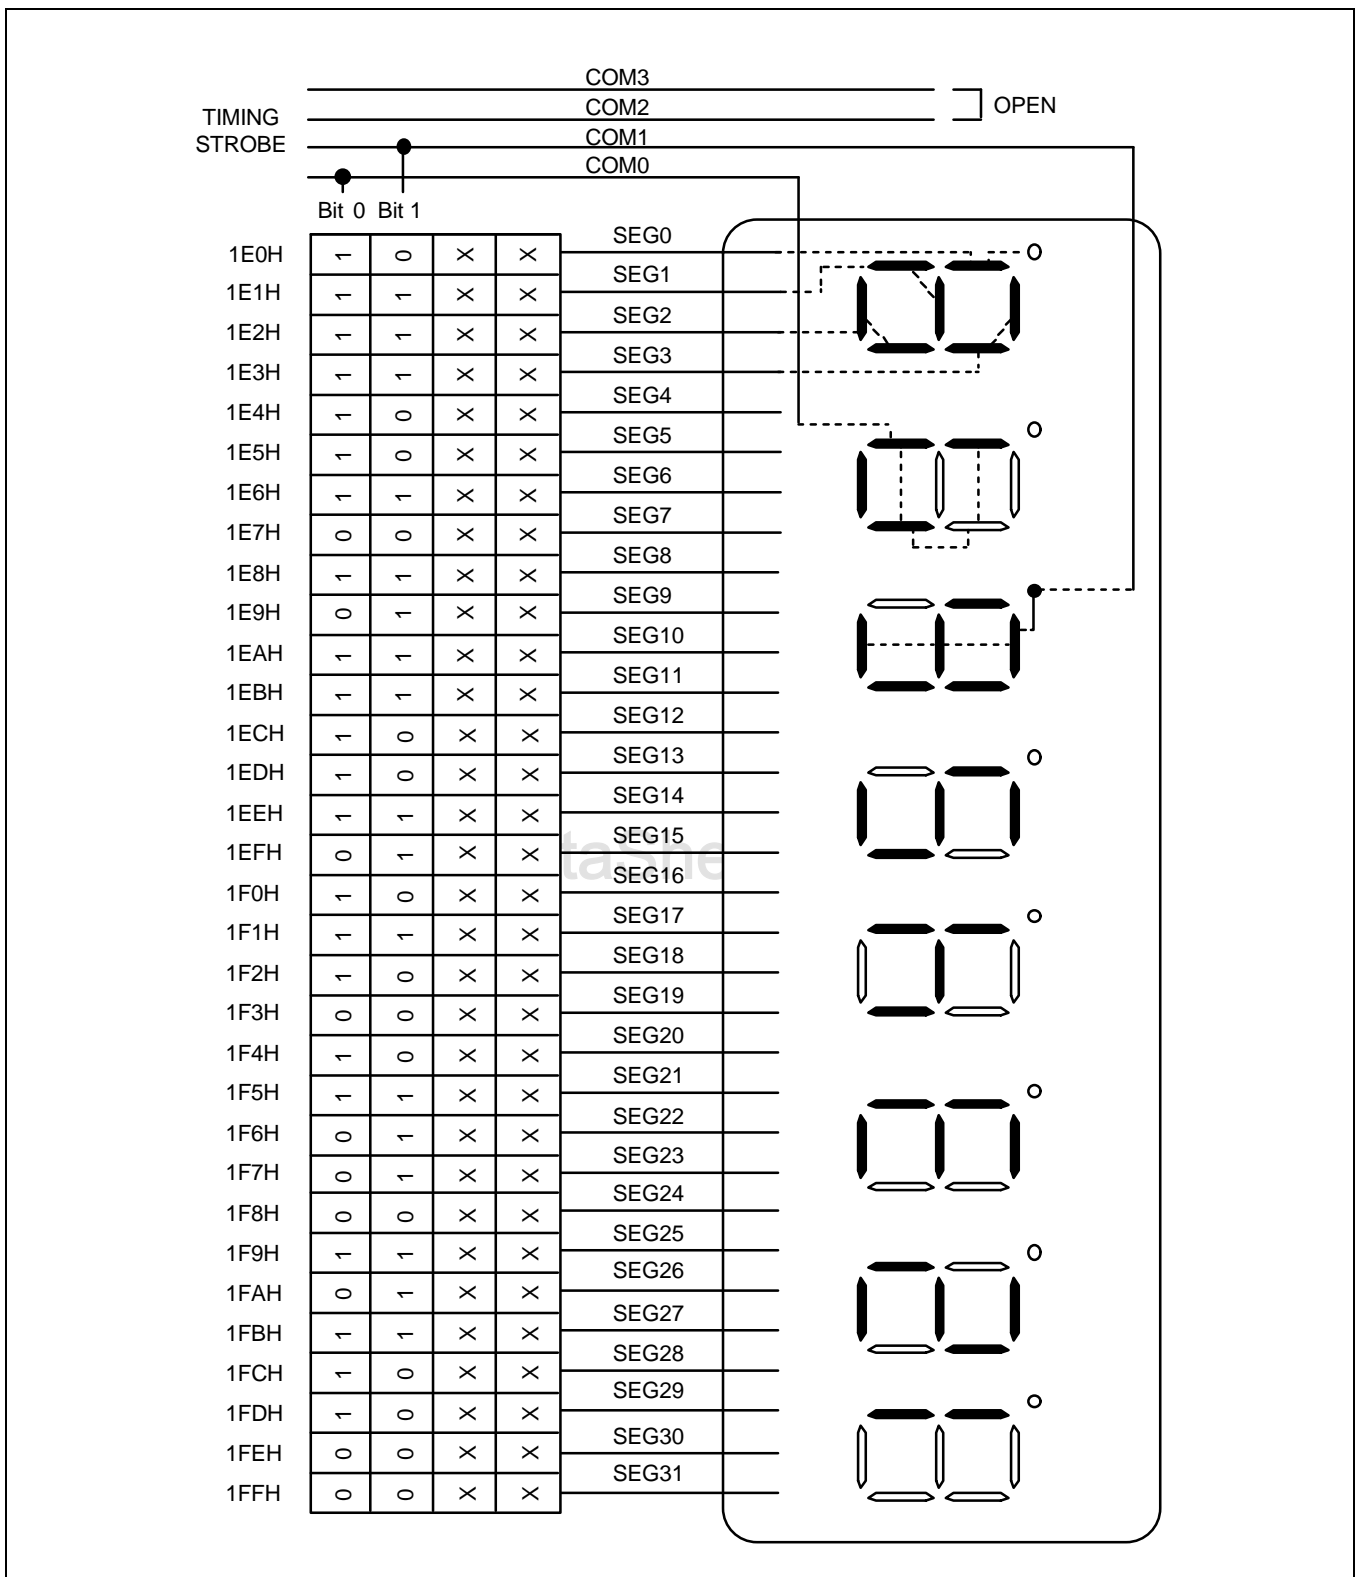 COM3
COM2
OPEN
TIMING
STROBE
COM1
COM0
Bit 0 Bit 1
1E0H 1 0 X X SEG0
1E1H 1 1 X X SEG1
1E2H 1 1 X X SEG2
1E3H 1 1 X X SEG3
1E4H 1 0 X X SEG4
1E5H 1 0 X X SEG5
1E6H 1 1 X X SEG6
1E7H 0 0 X X SEG7
1E8H 1 1 X X SEG8
1E9H 0 1 X X SEG9
1EAH 1 1 X X SEG10
1EBH 1 1 X X SEG11
1ECH 1 0 X X SEG12
1EDH 1 0 X X SEG13
1EEH 1 1 X X SEG14
1EFH 0 1 X X SEG15
taShe
1F0H 1 0 X X SEG16
1F1H 1 1 X X SEG17
1F2H 1 0 X X SEG18
1F3H 0 0 X X SEG19
1F4H 1 0 X X SEG20
1F5H 1 1 X X SEG21
1F6H 0 1 X X SEG22
1F7H 0 1 X X SEG23
1F8H 0 0 X X SEG24
1F9H 1 1 X X SEG25
1FAH 0 1 X X SEG26
1FBH 1 1 X X SEG27
1FCH 1 0 X X SEG28
1FDH 1 0 X X SEG29
1FEH 0 0 X X SEG30
1FFH 0 0 X X SEG31